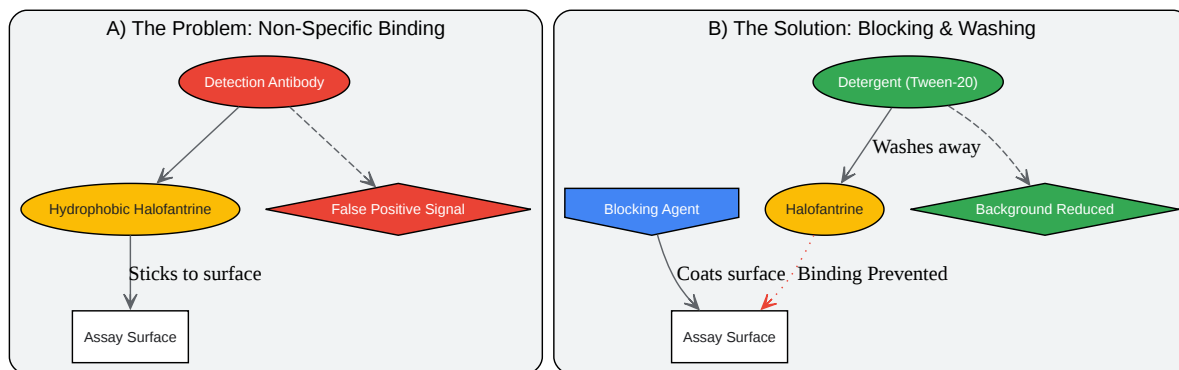 A) The Problem: Non-Specific Binding
Detection Antibody
Hydrophobic Halofantrine
False Positive Signal
Sticks to surface
Assay Surface
B) The Solution: Blocking & Washing
Detergent (Tween-20)
Washes away
Blocking Agent
Halofantrine
Background Reduced
Coats surface
Binding Prevented
Assay Surface